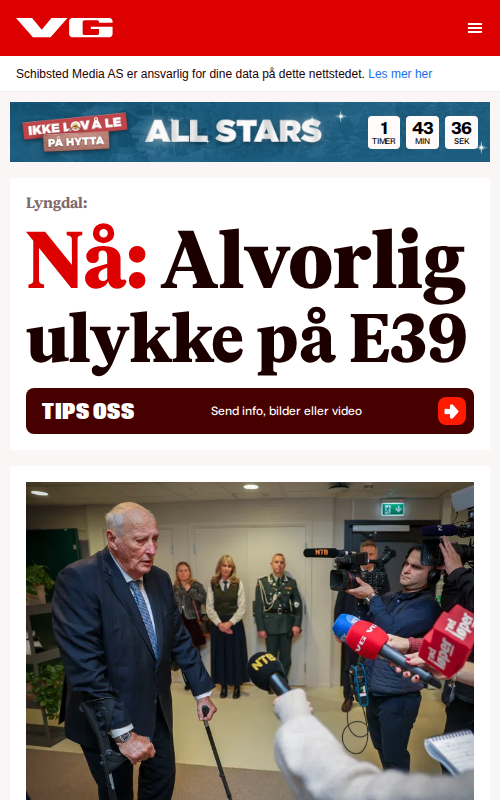 VG
Schibsted Media AS er ansvarlig for dine data på dette nettstedet. Les mer her
IKKE LOV Å LE
PÅ HYTTA
ALL STARS
1 43 36
TIMER MIN SEK
Lyngdal:
Nå: Alvorlig
ulykke på E39
TIPS OSS Send info, bilder eller video
NTB
VG VG
NTB